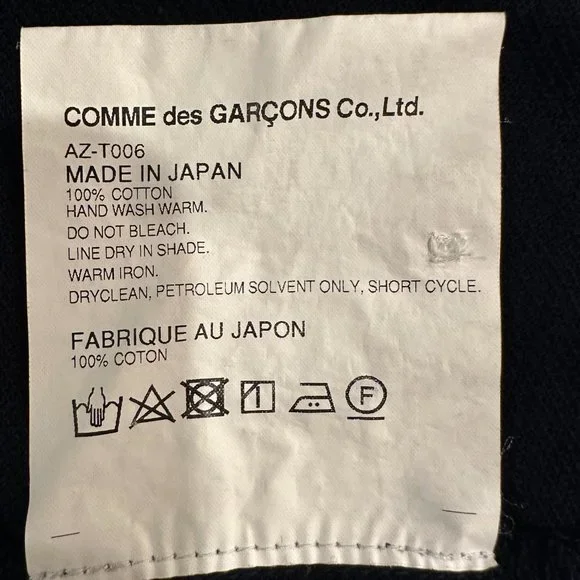 COMME des GARÇONS Co.,Ltd.
AZ-T006
MADE IN JAPAN
100% COTTON
HAND WASH WARM.
DO NOT BLEACH.
LINE DRY IN SHADE.
WARM IRON.
DRYCLEAN, PETROLEUM SOLVENT ONLY, SHORT CYCLE.
FABRIQUE AU JAPON
100% COTON
F